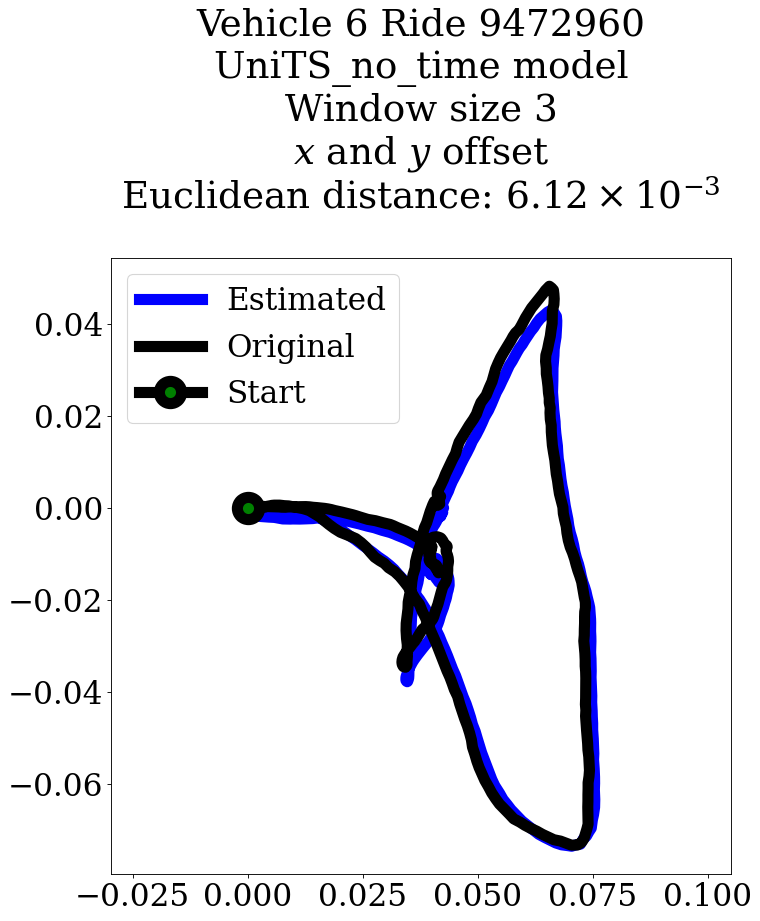 Vehicle 6 Ride 9472960
UniTS_no_time model
Window size 3
x and y offset
Euclidean distance: 6.12 × 10⁻³
Estimated
Original
Start
0.04
0.02
0.00
−0.02
−0.04
−0.06
−0.025 0.000 0.025 0.050 0.075 0.100